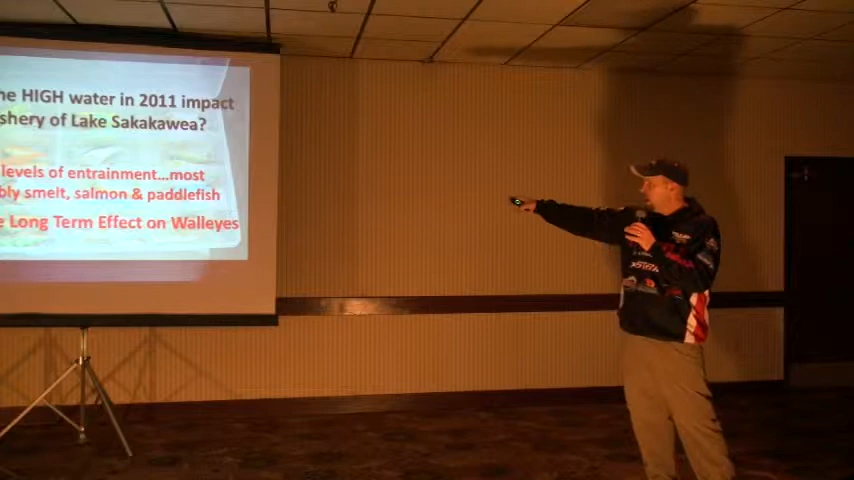 he HIGH water in 2011 impact
shery of Lake Sakakawea?
levels of entrainment...most
bly smelt, salmon & paddlefish
e Long Term Effect on Walleyes